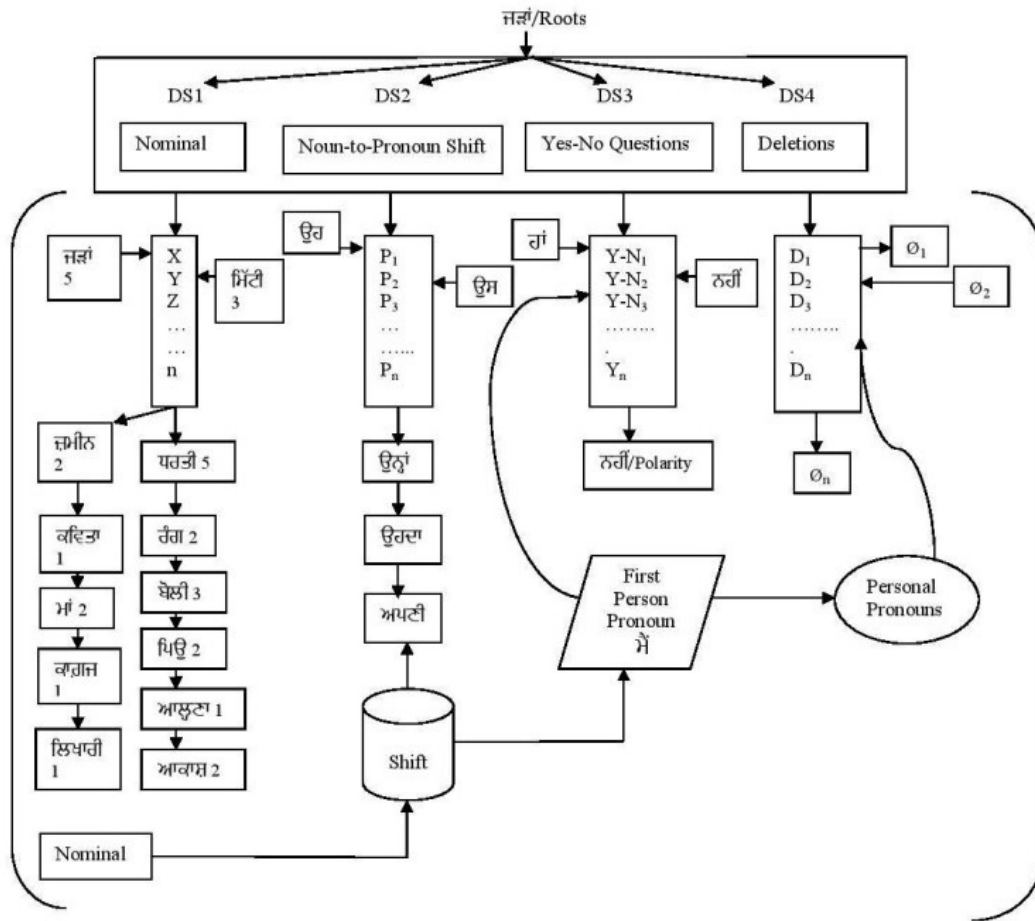 ਜੜਾਂ/Roots
DS1
DS2
DS3
DS4
Nominal
Noun-to-Pronoun Shift
Yes-No Questions
Deletions
ਜੜਾਂ
5
X
Y
Z
…
…
n
ਮਿੱਟੀ
3
ਉਹ
P₁
P₂
P₃
…
…...
Pₙ
ਉਸ
ਹਾਂ
Y-N₁
Y-N₂
Y-N₃
………
.
Yₙ
ਨਹੀਂ
D₁
D₂
D₃
………
.
Dₙ
Ø₁
Ø₂
ਜ਼ਮੀਨ
2
ਕਵਿਤਾ
1
ਮਾਂ 2
ਕਾਗ਼ਜ
1
ਲਿਖਾਰੀ
1
ਧਰਤੀ 5
ਰੰਗ 2
ਬੋਲੀ 3
ਪਿਉ 2
ਆਲ੍ਹਣਾ 1
ਆਕਾਸ਼ 2
ਉਨ੍ਹਾਂ
ਉਹਦਾ
ਅਪਣੀ
Shift
ਨਹੀਂ/Polarity
Øₙ
First
Person
Pronoun
ਮੈਂ
Personal
Pronouns
Nominal